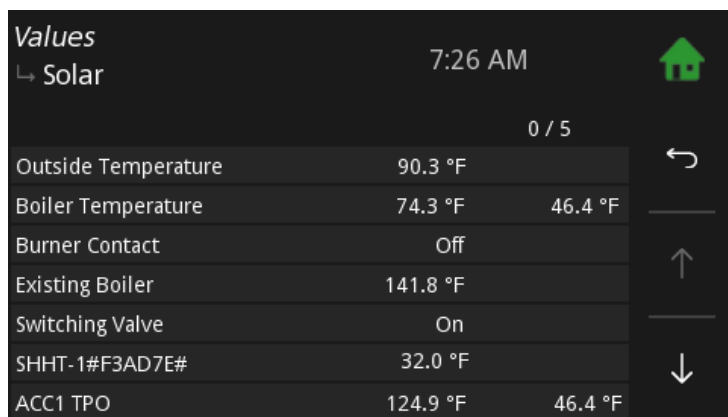 Values
7:26 AM
↳ Solar
0 / 5
Outside Temperature 90.3 °F
Boiler Temperature 74.3 °F 46.4 °F
Burner Contact Off
Existing Boiler 141.8 °F
Switching Valve On
SHHT-1#F3AD7E# 32.0 °F
ACC1 TPO 124.9 °F 46.4 °F